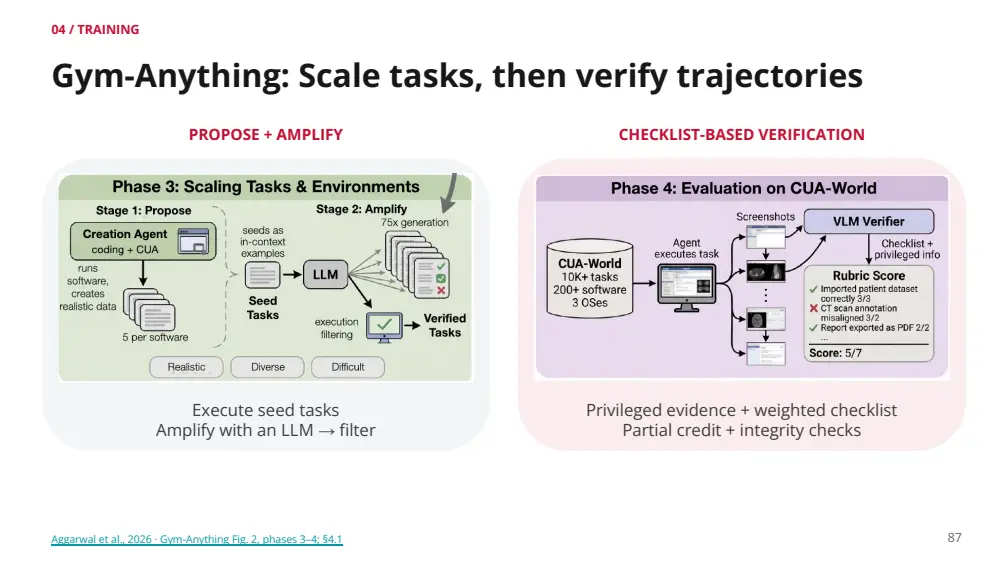 04 / TRAINING
Gym-Anything: Scale tasks, then verify trajectories
PROPOSE + AMPLIFY
Phase 3: Scaling Tasks & Environments
Stage 1: Propose
Creation Agent
coding + CUA
runs
software,
creates
realistic data
5 per software
seeds as
in-context
examples
Seed
Tasks
Stage 2: Amplify
75x generation
LLM
execution
filtering
Verified
Tasks
Realistic
Diverse
Difficult
Execute seed tasks
Amplify with an LLM → filter
CHECKLIST-BASED VERIFICATION
Phase 4: Evaluation on CUA-World
CUA-World
10K+ tasks
200+ software
3 OSes
Agent
executes task
Screenshots
VLM Verifier
Checklist +
privileged info
Rubric Score
Imported patient dataset
correctly 3/3
CT scan annotation
misaligned 3/2
Report exported as PDF 2/2
...
Score: 5/7
Privileged evidence + weighted checklist
Partial credit + integrity checks
Aggarwal et al., 2026 · Gym-Anything Fig. 2, phases 3–4; §4.1
87